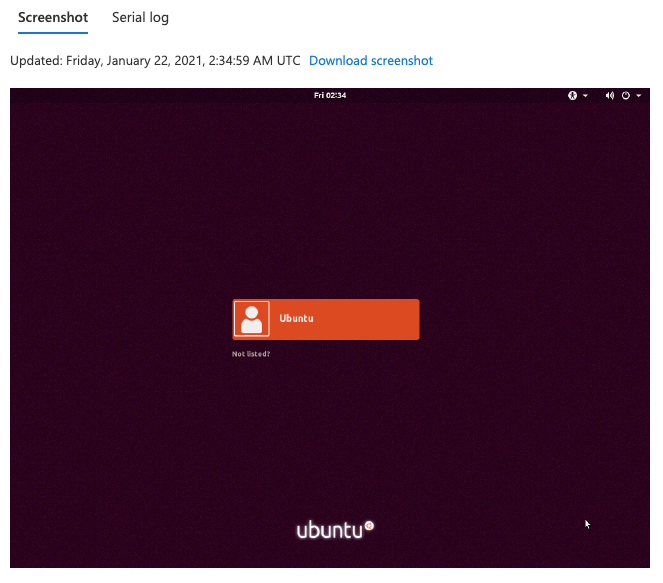 Screenshot Serial log
Updated: Friday, January 22, 2021, 2:34:59 AM UTC Download screenshot
Fri 02:34
Ubuntu
Not listed?
ubuntu